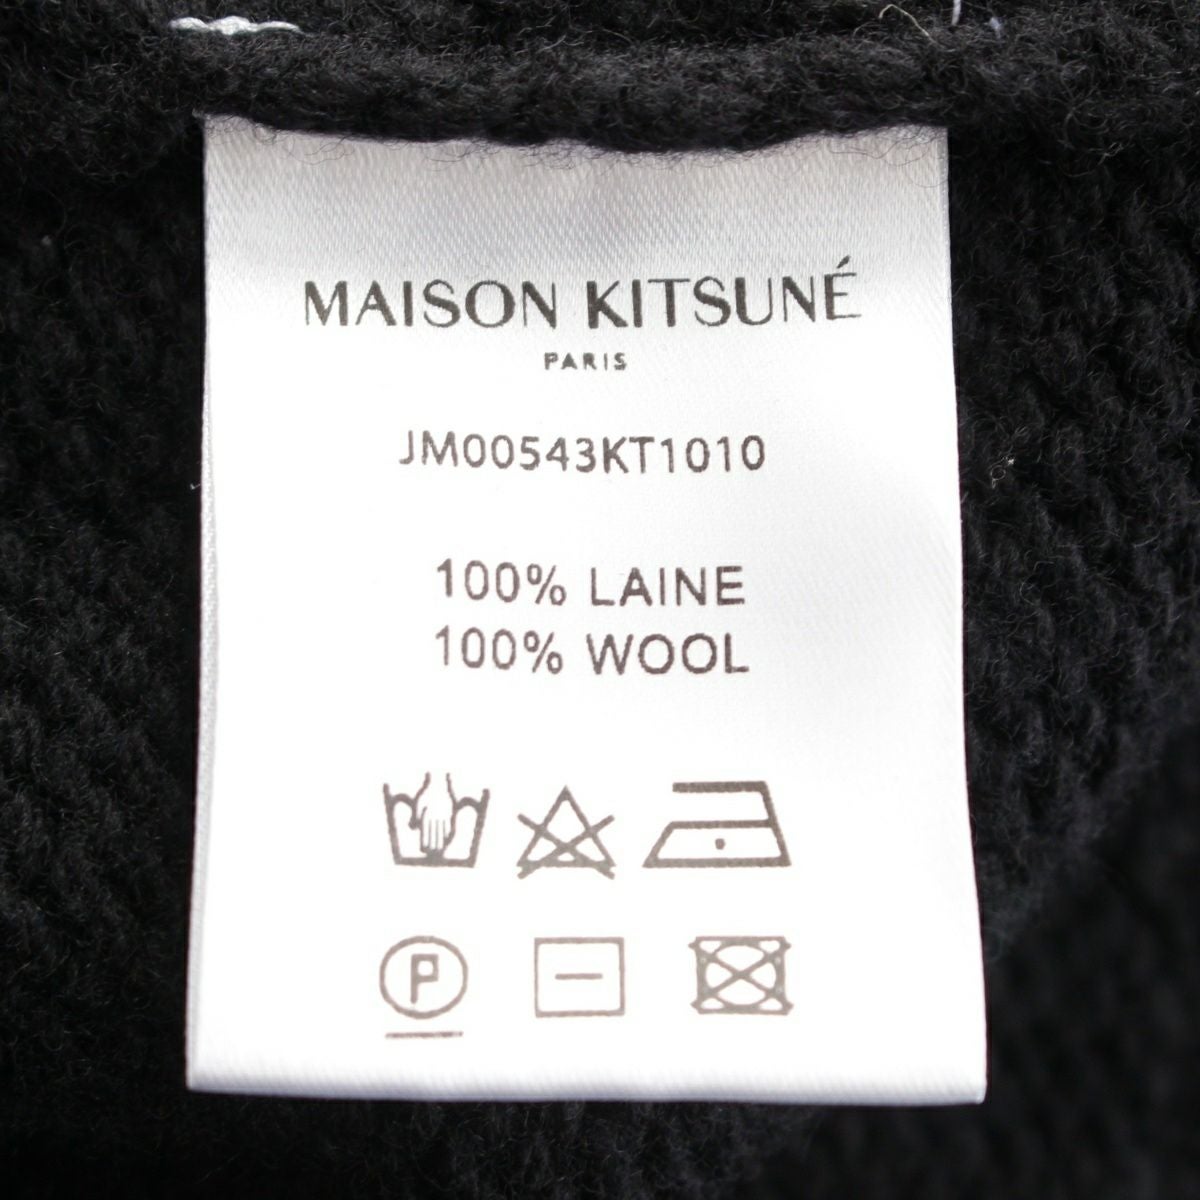 MAISON KITSUNÉ
PARIS
JM00543KT1010
100% LAINE
100% WOOL
P